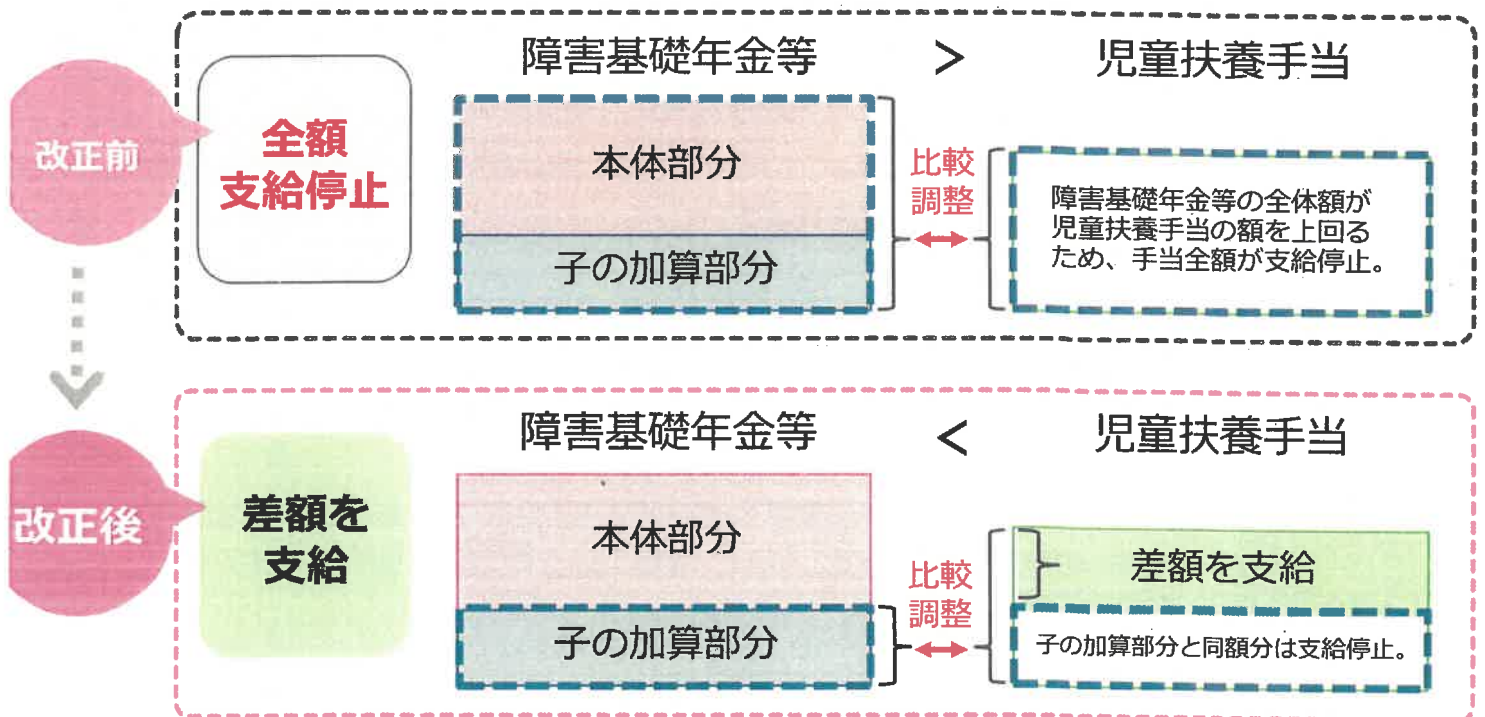 障害基礎年金等 > 児童扶養手当
改正前
全額
支給停止
本体部分
子の加算部分
比較
調整
障害基礎年金等の全体額が
児童扶養手当の額を上回る
ため、手当全額が支給停止。
障害基礎年金等 < 児童扶養手当
改正後
差額を
支給
本体部分
子の加算部分
比較
調整
差額を支給
子の加算部分と同額分は支給停止。